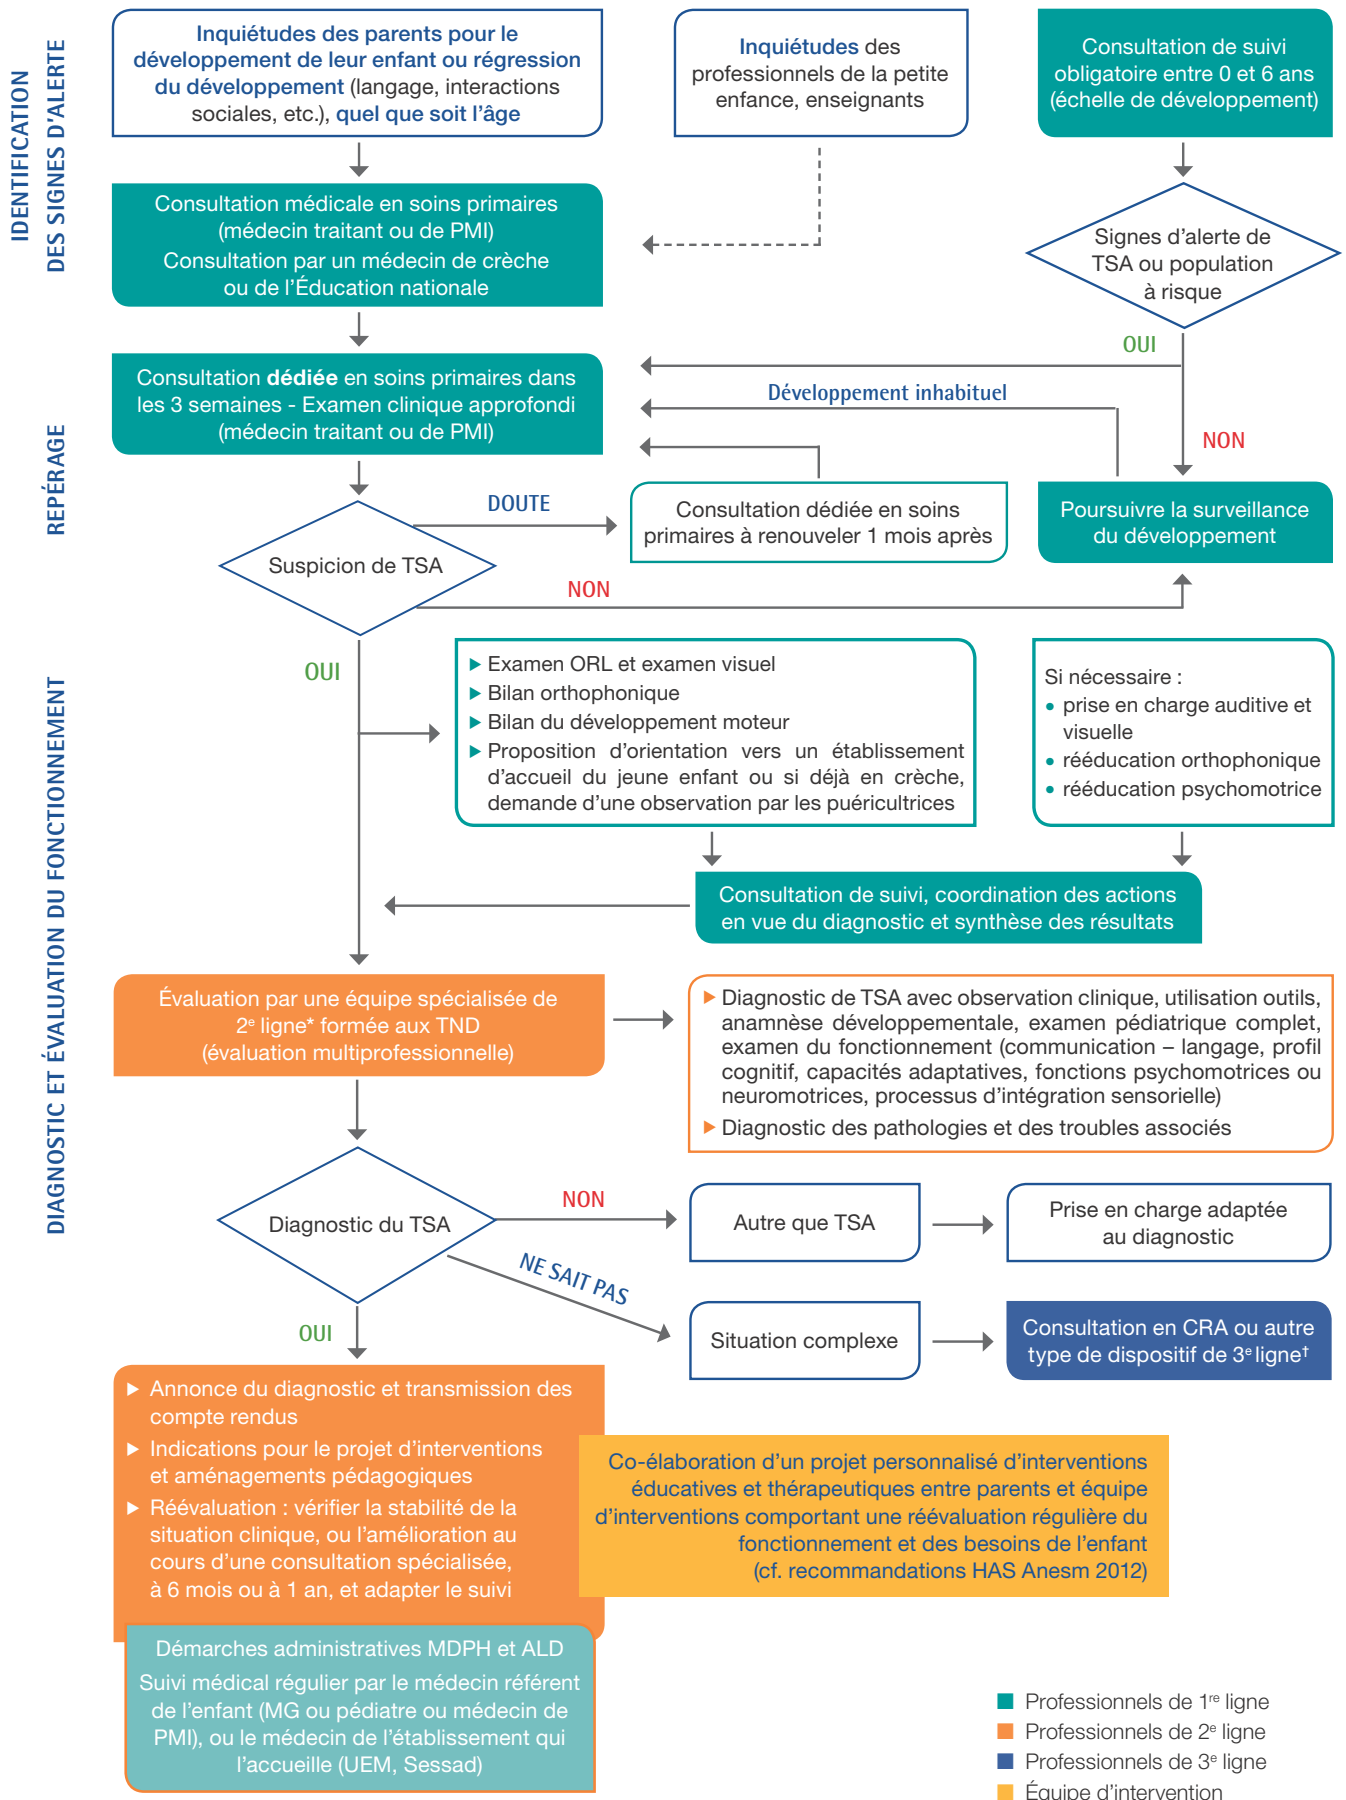 IDENTIFICATION
DES SIGNES D'ALERTE
Inquiétudes des parents pour le
développement de leur enfant ou régression
du développement (langage, interactions
sociales, etc.), quel que soit l'âge
Inquiétudes des
professionnels de la petite
enfance, enseignants
Consultation de suivi
obligatoire entre 0 et 6 ans
(échelle de développement)
Consultation médicale en soins primaires
(médecin traitant ou de PMI)
Consultation par un médecin de crèche
ou de l'Éducation nationale
Signes d'alerte de
TSA ou population
à risque
OUI
NON
REPÉRAGE
Consultation dédiée en soins primaires dans
les 3 semaines - Examen clinique approfondi
(médecin traitant ou de PMI)
Développement inhabituel
DOUTE
Consultation dédiée en soins
primaires à renouveler 1 mois après
Poursuivre la surveillance
du développement
Suspicion de TSA
NON
OUI
DIAGNOSTIC ET ÉVALUATION DU FONCTIONNEMENT
▶ Examen ORL et examen visuel
▶ Bilan orthophonique
▶ Bilan du développement moteur
▶ Proposition d'orientation vers un établissement
d'accueil du jeune enfant ou si déjà en crèche,
demande d'une observation par les puéricultrices
Si nécessaire :
• prise en charge auditive et
visuelle
• rééducation orthophonique
• rééducation psychomotrice
Consultation de suivi, coordination des actions
en vue du diagnostic et synthèse des résultats
Évaluation par une équipe spécialisée de
2e ligne* formée aux TND
(évaluation multiprofessionnelle)
▶ Diagnostic de TSA avec observation clinique, utilisation outils,
anamnèse développementale, examen pédiatrique complet,
examen du fonctionnement (communication – langage, profil
cognitif, capacités adaptatives, fonctions psychomotrices ou
neuromotrices, processus d'intégration sensorielle)
▶ Diagnostic des pathologies et des troubles associés
Diagnostic du TSA
NON
Autre que TSA
Prise en charge adaptée
au diagnostic
NE SAIT PAS
Situation complexe
Consultation en CRA ou autre
type de dispositif de 3e ligne†
OUI
▶ Annonce du diagnostic et transmission des
compte rendus
▶ Indications pour le projet d'interventions
et aménagements pédagogiques
▶ Réévaluation : vérifier la stabilité de la
situation clinique, ou l'amélioration au
cours d'une consultation spécialisée,
à 6 mois ou à 1 an, et adapter le suivi
Co-élaboration d'un projet personnalisé d'interventions
éducatives et thérapeutiques entre parents et équipe
d'interventions comportant une réévaluation régulière du
fonctionnement et des besoins de l'enfant
(cf. recommandations HAS Anesm 2012)
Démarches administratives MDPH et ALD
Suivi médical régulier par le médecin référent
de l'enfant (MG ou pédiatre ou médecin de
PMI), ou le médecin de l'établissement qui
l'accueille (UEM, Sessad)
Professionnels de 1re ligne
Professionnels de 2e ligne
Professionnels de 3e ligne
Équipe d'intervention